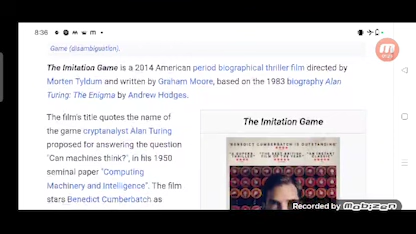 8:36
Game (disambiguation).
The Imitation Game is a 2014 American period biographical thriller film directed by
Morten Tyldum and written by Graham Moore, based on the 1983 biography Alan
Turing: The Enigma by Andrew Hodges.
The film's title quotes the name of
the game cryptanalyst Alan Turing
proposed for answering the question
"Can machines think?", in his 1950
seminal paper "Computing
Machinery and Intelligence". The film
stars Benedict Cumberbatch as
The Imitation Game
"BENEDICT CUMBERBATCH IS OUTSTANDING"
Recorded by Mobizen